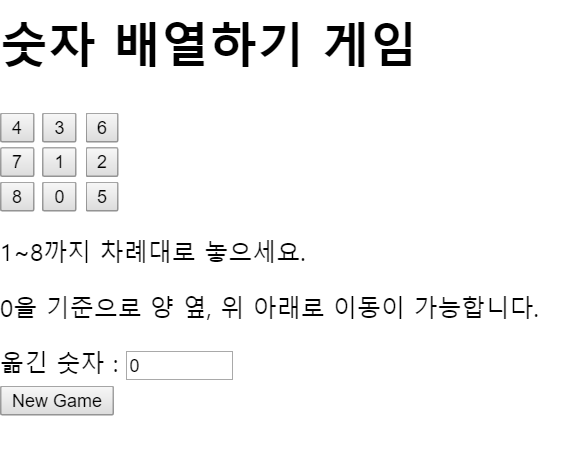 숫자 배열하기 게임
4 3 6
7 1 2
8 0 5
1~8까지 차례대로 놓으세요.
0을 기준으로 양 옆, 위 아래로 이동이 가능합니다.
옮긴 숫자 : 0
New Game